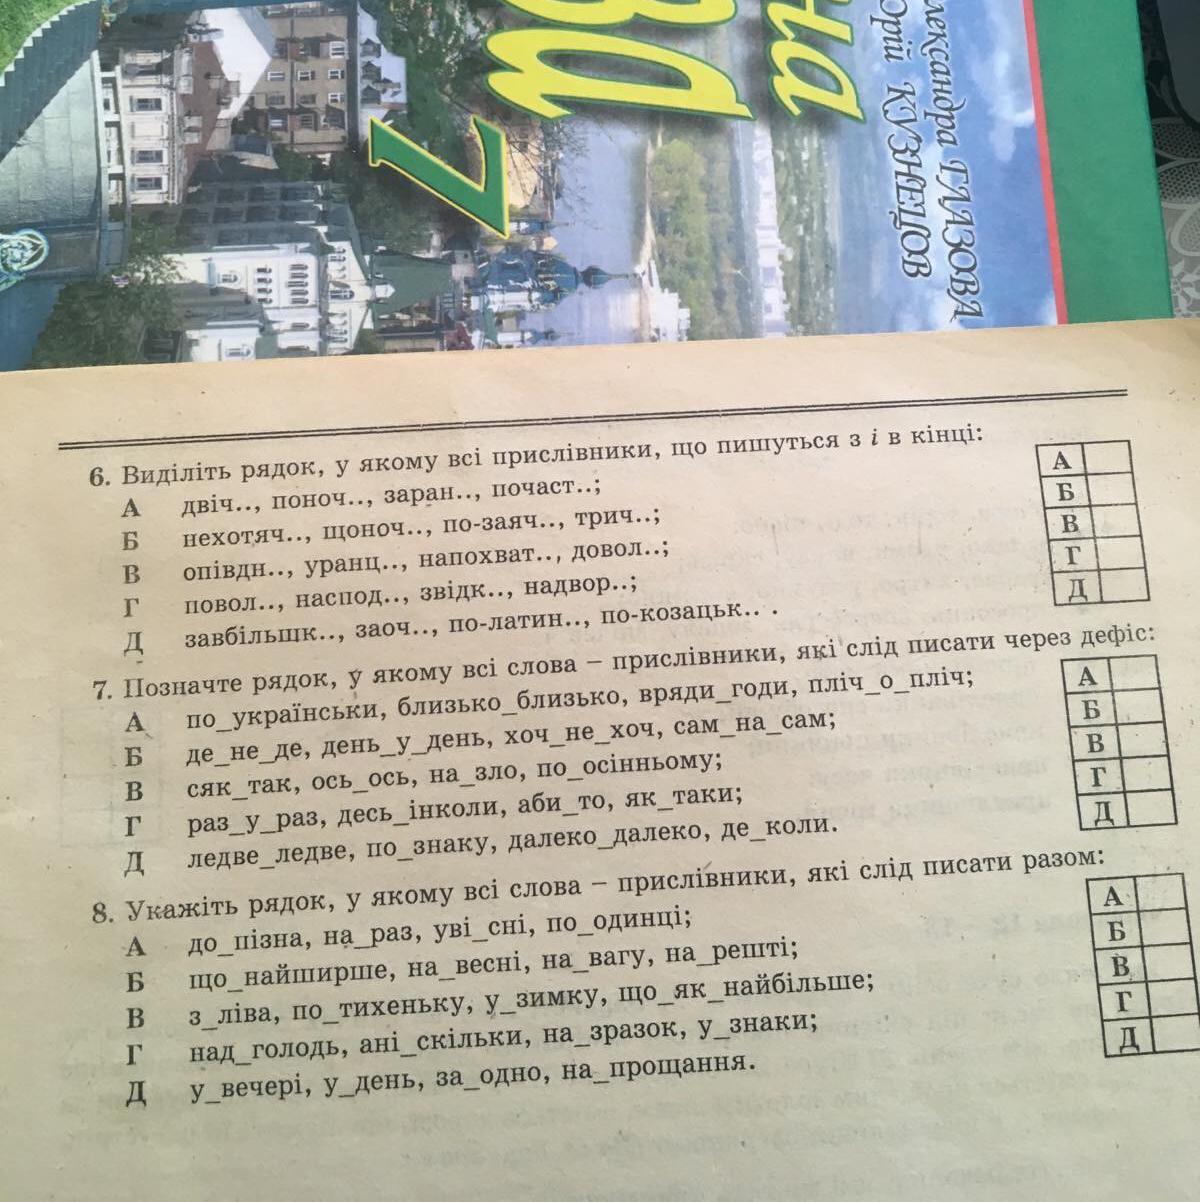 лександра ГЛАЗОВА
Юрій КУЗНЕЦОВ
на
ва
7
6. Виділіть рядок, у якому всі прислівники, що пишуться з і в кінці:
А двіч.., поноч.., заран.., почаст..;
Б нехотяч.., щоноч.., по-заяч.., трич..;
В опівдн.., уранц.., напохват.., довол..;
Г повол.., наспод.., звідк.., надвор..;
Д завбільшк.., заоч.., по-латин.., по-козацьк.. .
А
Б
В
Г
Д
7. Позначте рядок, у якому всі слова – прислівники, які слід писати через дефіс:
А по_українськи, близько_близько, вряди_годи, пліч_о_пліч;
Б де_не_де, день_у_день, хоч_не_хоч, сам_на_сам;
В сяк_так, ось_ось, на_зло, по_осінньому;
Г раз_у_раз, десь_інколи, аби_то, як_таки;
Д ледве_ледве, по_знаку, далеко_далеко, де_коли.
А
Б
В
Г
Д
8. Укажіть рядок, у якому всі слова – прислівники, які слід писати разом:
А до_пізна, на_раз, уві_сні, по_одинці;
Б що_найширше, на_весні, на_вагу, на_решті;
В з_ліва, по_тихеньку, у_зимку, що_як_найбільше;
Г над_голодь, ані_скільки, на_зразок, у_знаки;
Д у_вечері, у_день, за_одно, на_прощання.
А
Б
В
Г
Д